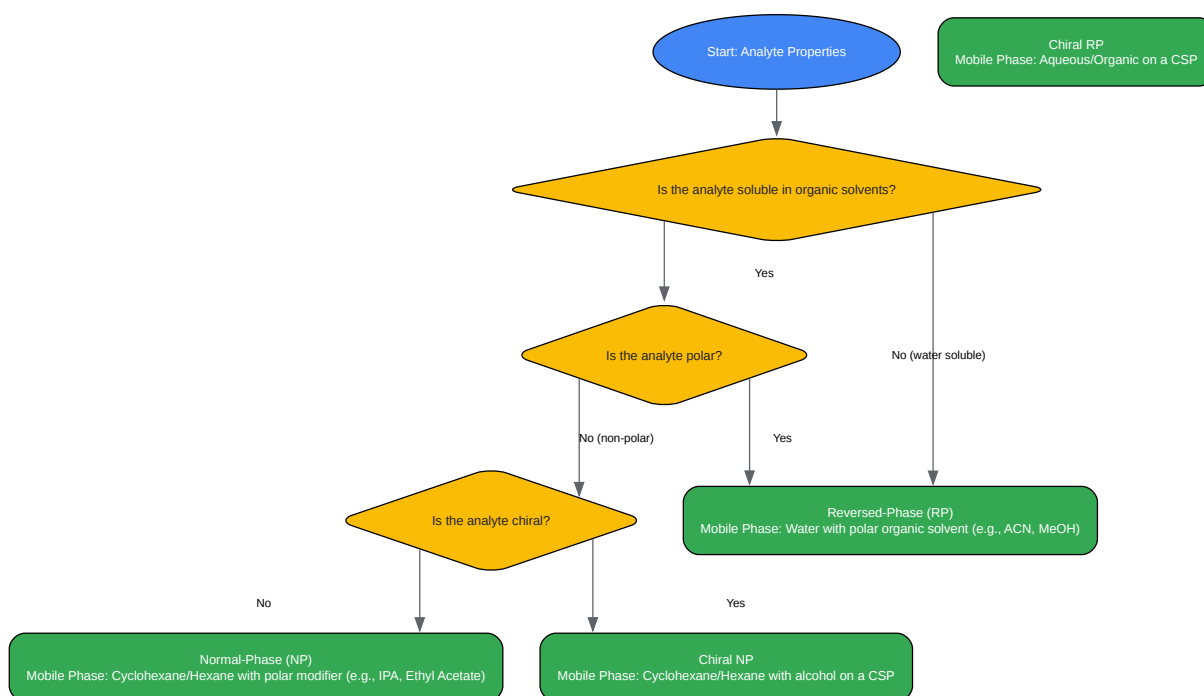 Start: Analyte Properties
Chiral RP
Mobile Phase: Aqueous/Organic on a CSP
Is the analyte soluble in organic solvents?
Yes
Is the analyte polar?
No (water soluble)
No (non-polar)
Yes
Is the analyte chiral?
Reversed-Phase (RP)
Mobile Phase: Water with polar organic solvent (e.g., ACN, MeOH)
No
Yes
Normal-Phase (NP)
Mobile Phase: Cyclohexane/Hexane with polar modifier (e.g., IPA, Ethyl Acetate)
Chiral NP
Mobile Phase: Cyclohexane/Hexane with alcohol on a CSP